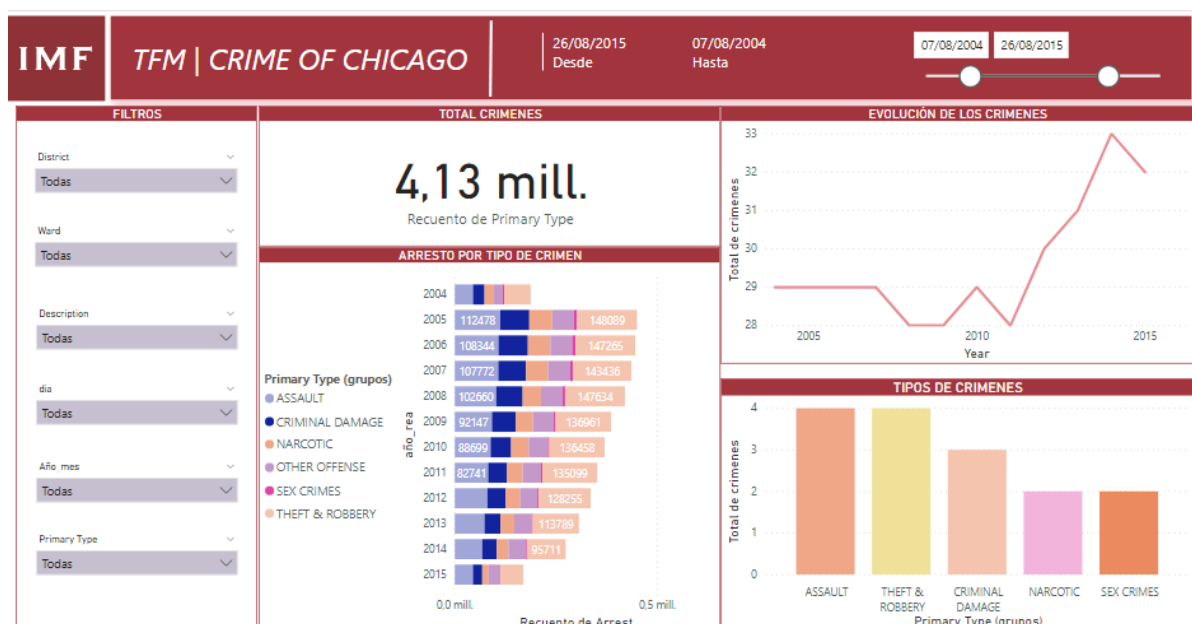 IMF
TFM | CRIME OF CHICAGO
26/08/2015
Desde
07/08/2004
Hasta
07/08/2004
26/08/2015
FILTROS
District
Todas
Ward
Todas
Description
Todas
dia
Todas
Año_mes
Todas
Primary Type
Todas
TOTAL CRIMENES
4,13 mill.
Recuento de Primary Type
ARRESTO POR TIPO DE CRIMEN
Primary Type (grupos)
ASSAULT
CRIMINAL DAMAGE
NARCOTIC
OTHER OFFENSE
SEX CRIMES
THEFT & ROBBERY
año_rea
2004
2005 112478 148089
2006 108344 147265
2007 107772 143436
2008 102660 147634
2009 92147 136961
2010 88699 136458
2011 82741 135099
2012 128255
2013 113789
2014 95711
2015
0,0 mill. 0,5 mill.
Recuento de Arrest
EVOLUCIÓN DE LOS CRIMENES
Total de crimenes
33
32
31
30
29
28
2005 2010 2015
Year
TIPOS DE CRIMENES
Total de crimenes
4
3
2
1
0
ASSAULT
THEFT &
ROBBERY
CRIMINAL
DAMAGE
NARCOTIC
SEX CRIMES
Primary Type (grupos)